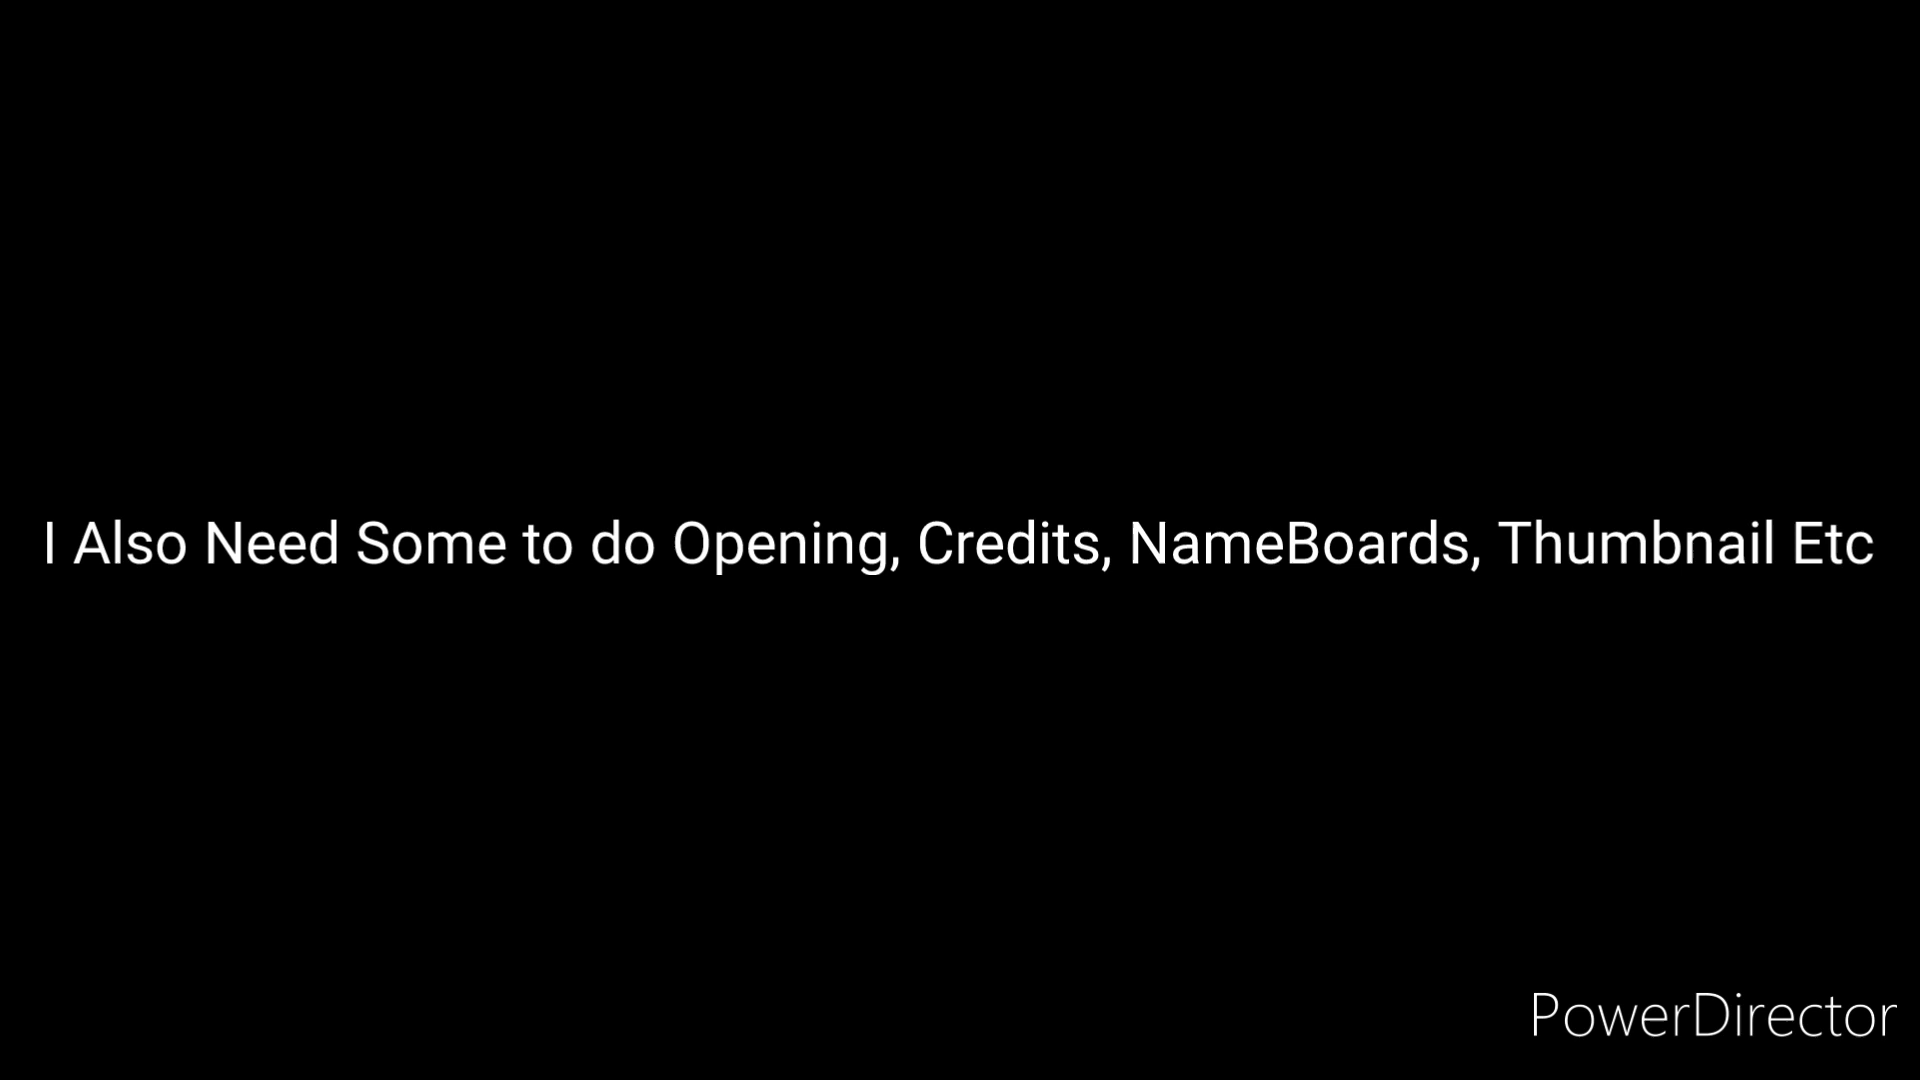 I Also Need Some to do Opening, Credits, NameBoards, Thumbnail Etc
PowerDirector